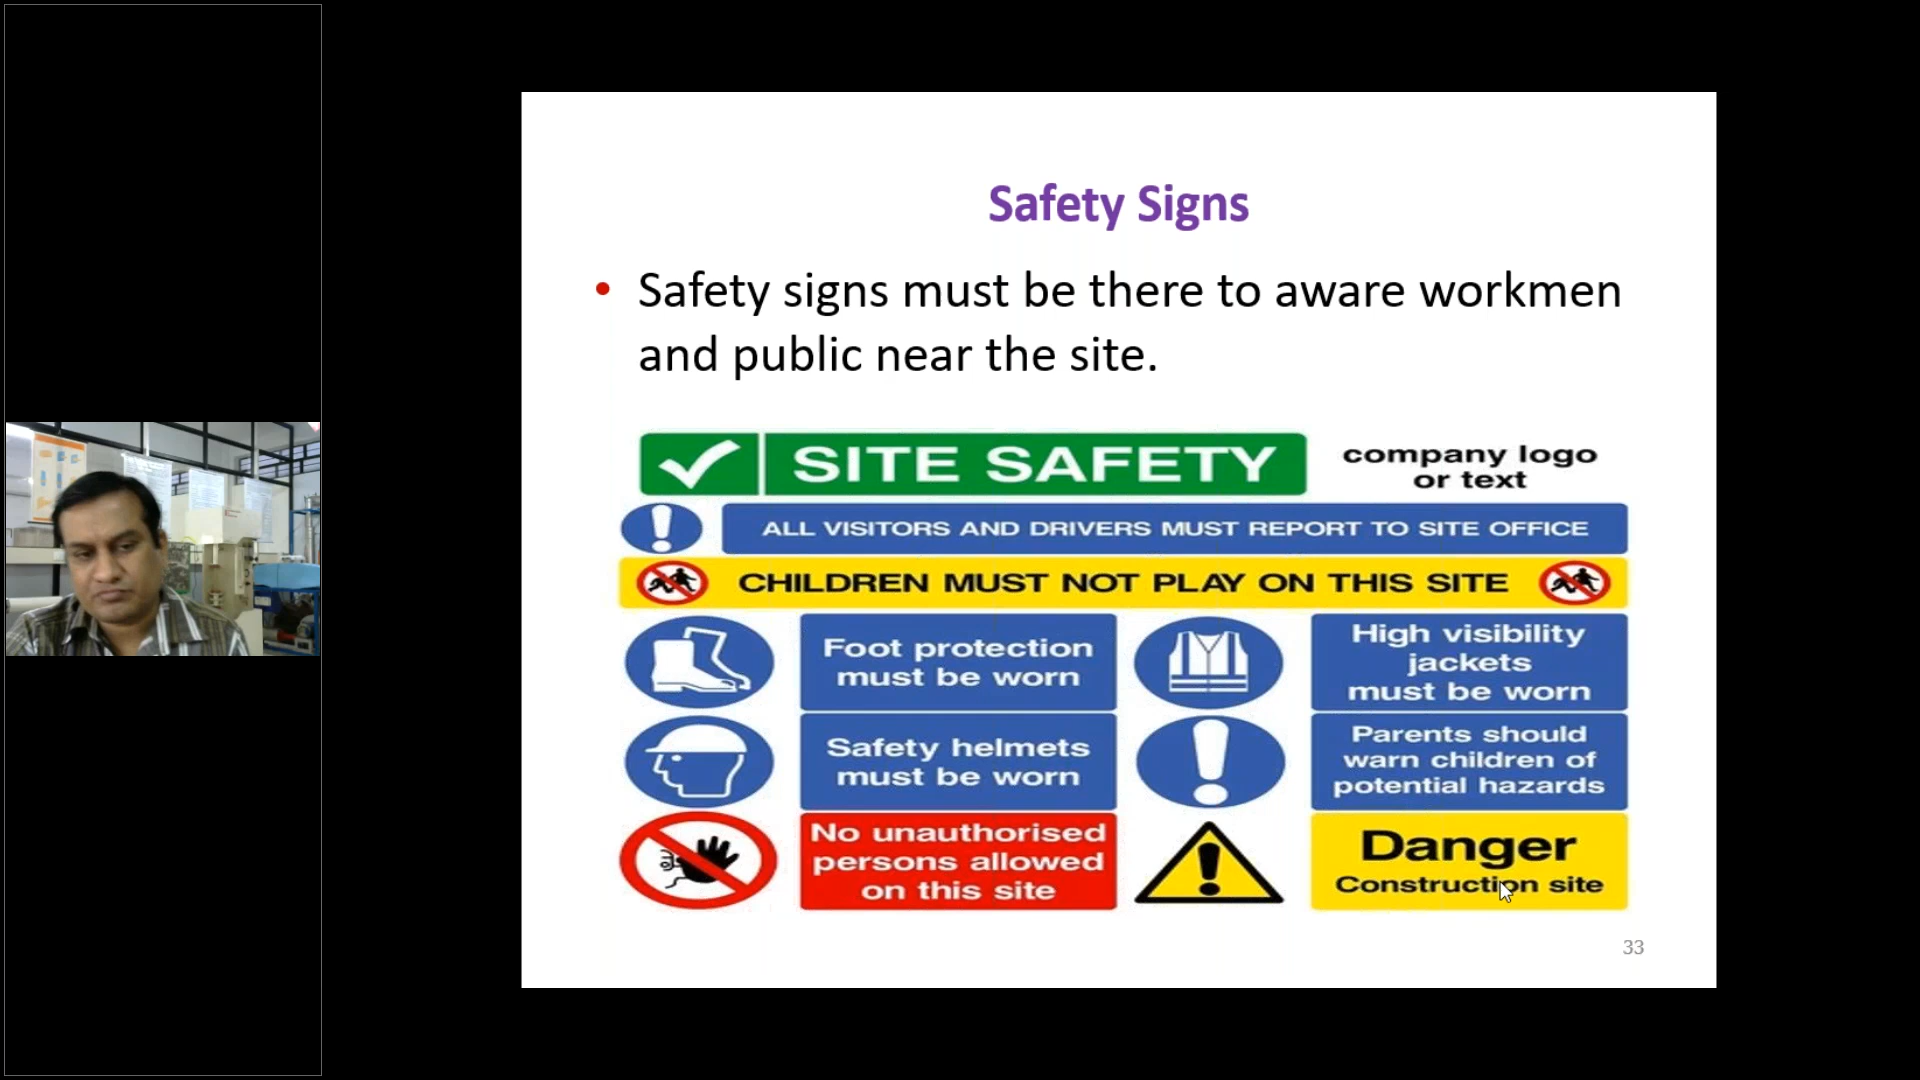 Safety Signs
• Safety signs must be there to aware workmen
and public near the site.
SITE SAFETY
company logo
or text
ALL VISITORS AND DRIVERS MUST REPORT TO SITE OFFICE
CHILDREN MUST NOT PLAY ON THIS SITE
Foot protection
must be worn
High visibility
jackets
must be worn
Safety helmets
must be worn
Parents should
warn children of
potential hazards
No unauthorised
persons allowed
on this site
Danger
Construction site
33